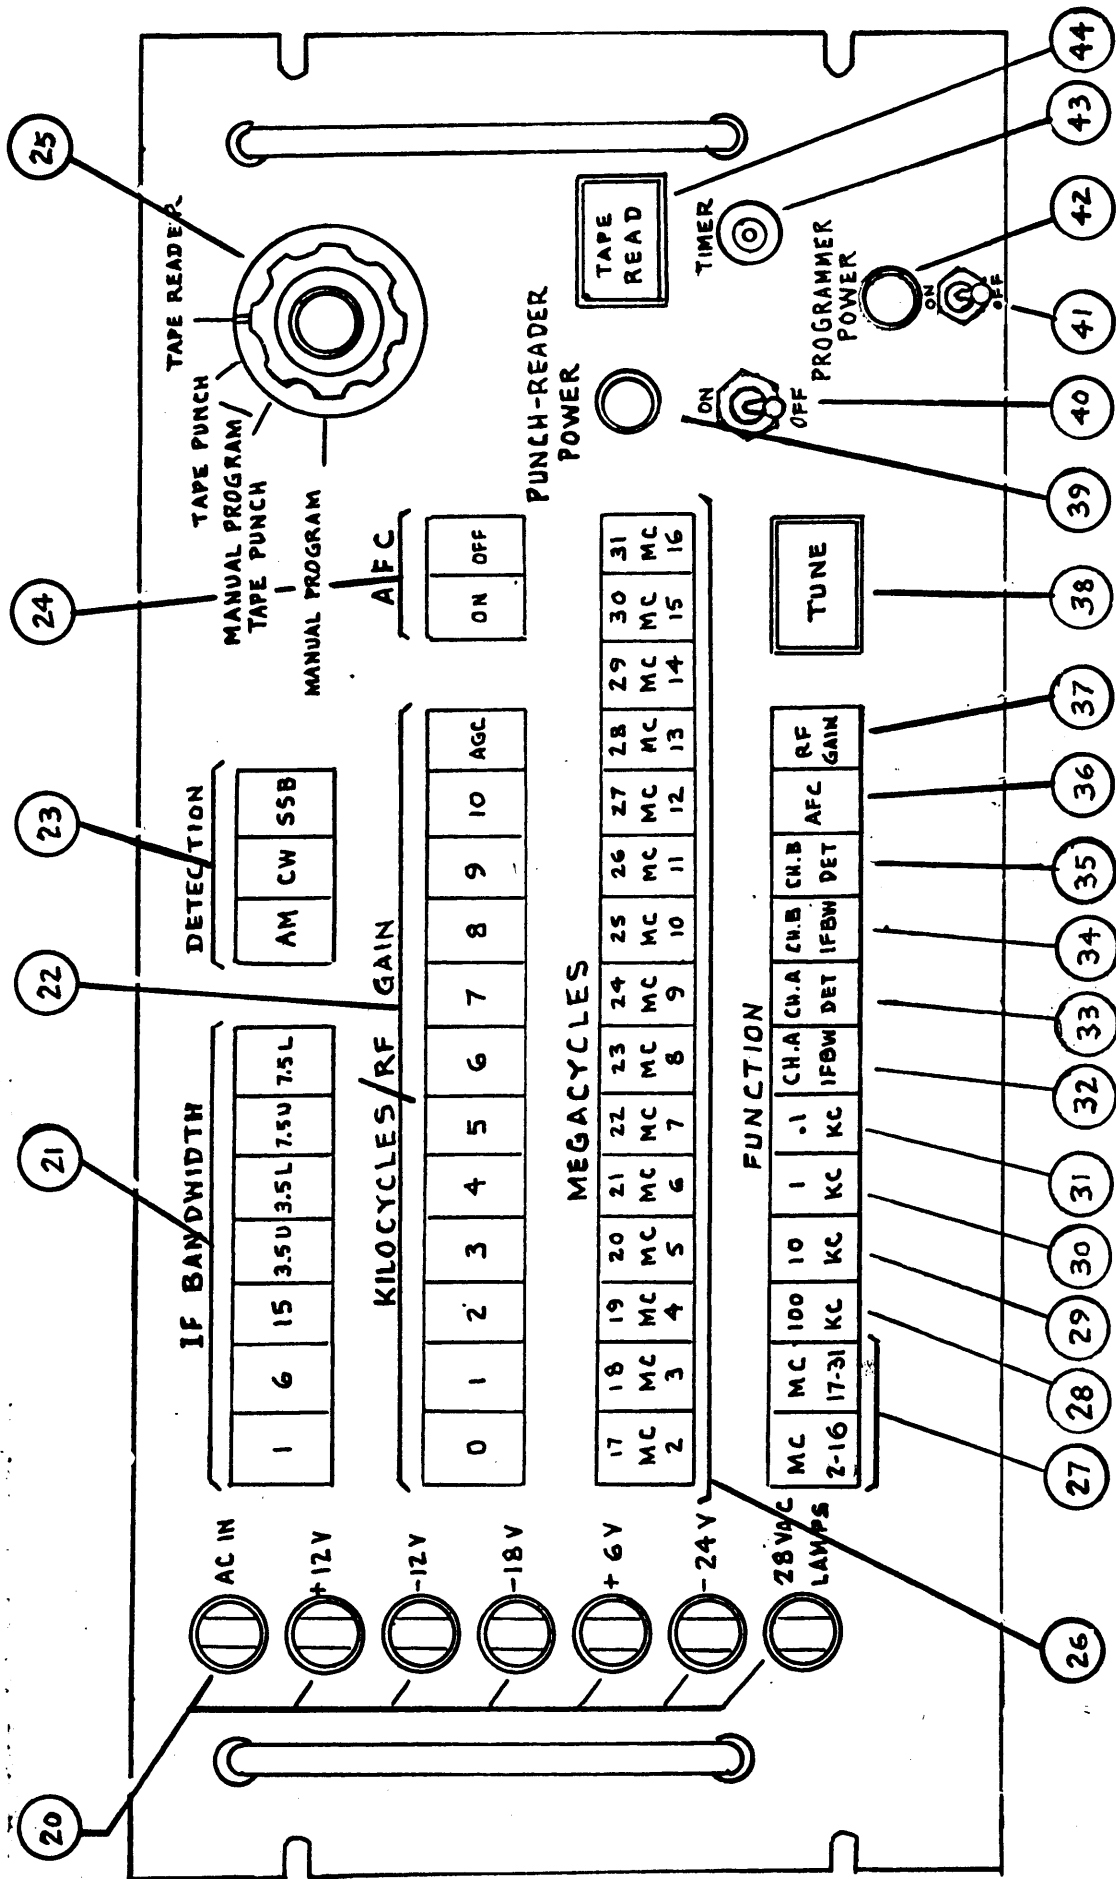 20
21
22
23
24
25
AC IN
+12V
-12V
-18V
+6V
-24V
28 VAC
LAMPS
IF BANDWIDTH
1 6 15 3.5U 3.5L 7.5U 7.5L
DETECTION
AM CW SSB
TAPE READER
TAPE PUNCH
MANUAL PROGRAM/
TAPE PUNCH
MANUAL PROGRAM
KILOCYCLES/RF GAIN
0 1 2 3 4 5 6 7 8 9 10 AGC
AFC
ON OFF
MEGACYCLES
17 18 19 20 21 22 23 24 25 26 27 28 29 30 31
MC MC MC MC MC MC MC MC MC MC MC MC MC MC MC
2 3 4 5 6 7 8 9 10 11 12 13 14 15 16
PUNCH-READER
POWER
ON
OFF
TAPE
READ
TIMER
PROGRAMMER
POWER
ON
OFF
FUNCTION
MC MC 100 10 1 .1 CH.A CH.A CH.B CH.B AFC RF
2-16 17-31 KC KC KC KC IFBW DET IFBW DET GAIN
TUNE
26
27
28
29
30
31
32
33
34
35
36
37
38
39
40
41
42
43
44